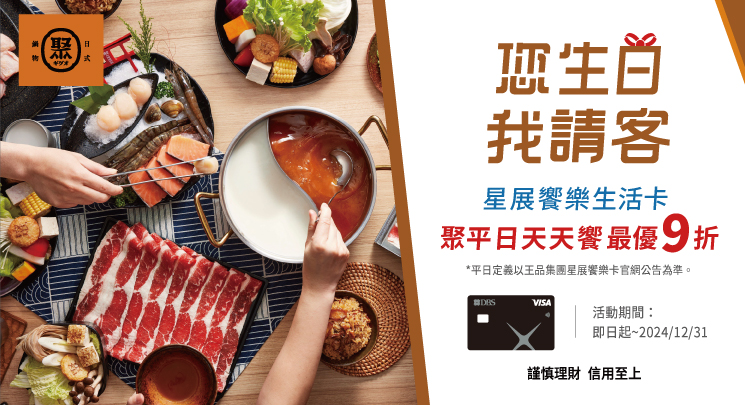 日式
聚
鍋物
您生日
我請客
星展饗樂生活卡
聚平日天天饗 最優9折
*平日定義以王品集團星展饗樂卡官網公告為準。
DBS
VISA
活動期間：
即日起~2024/12/31
謹慎理財 信用至上